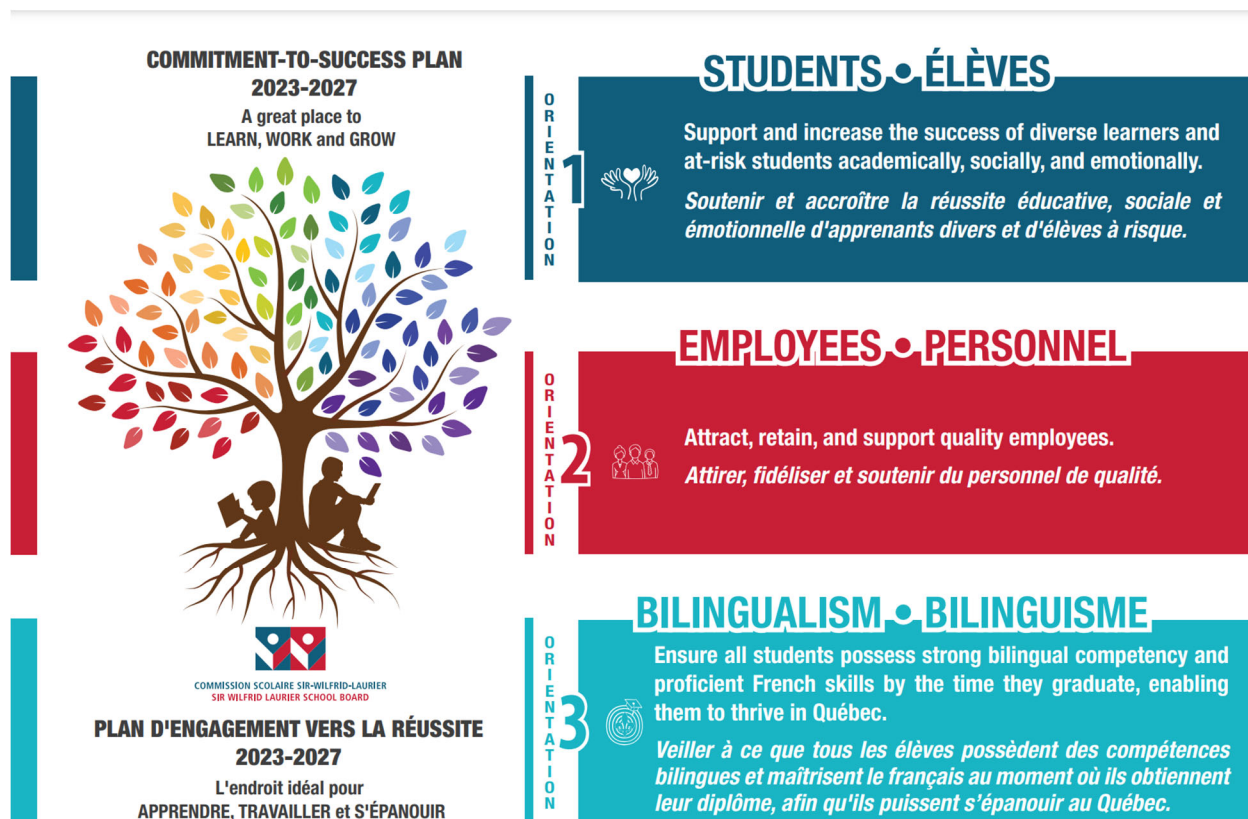 COMMITMENT-TO-SUCCESS PLAN
2023-2027
A great place to
LEARN, WORK and GROW
COMMISSION SCOLAIRE SIR-WILFRID-LAURIER
SIR WILFRID LAURIER SCHOOL BOARD
PLAN D'ENGAGEMENT VERS LA RÉUSSITE
2023-2027
L'endroit idéal pour
APPRENDRE, TRAVAILLER et S'ÉPANOUIR
ORIENTATION
1
STUDENTS • ÉLÈVES
Support and increase the success of diverse learners and
at-risk students academically, socially, and emotionally.
Soutenir et accroître la réussite éducative, sociale et
émotionnelle d'apprenants divers et d'élèves à risque.
ORIENTATION
2
EMPLOYEES • PERSONNEL
Attract, retain, and support quality employees.
Attirer, fidéliser et soutenir du personnel de qualité.
ORIENTATION
3
BILINGUALISM • BILINGUISME
Ensure all students possess strong bilingual competency and
proficient French skills by the time they graduate, enabling
them to thrive in Québec.
Veiller à ce que tous les élèves possèdent des compétences
bilingues et maîtrisent le français au moment où ils obtiennent
leur diplôme, afin qu'ils puissent s'épanouir au Québec.